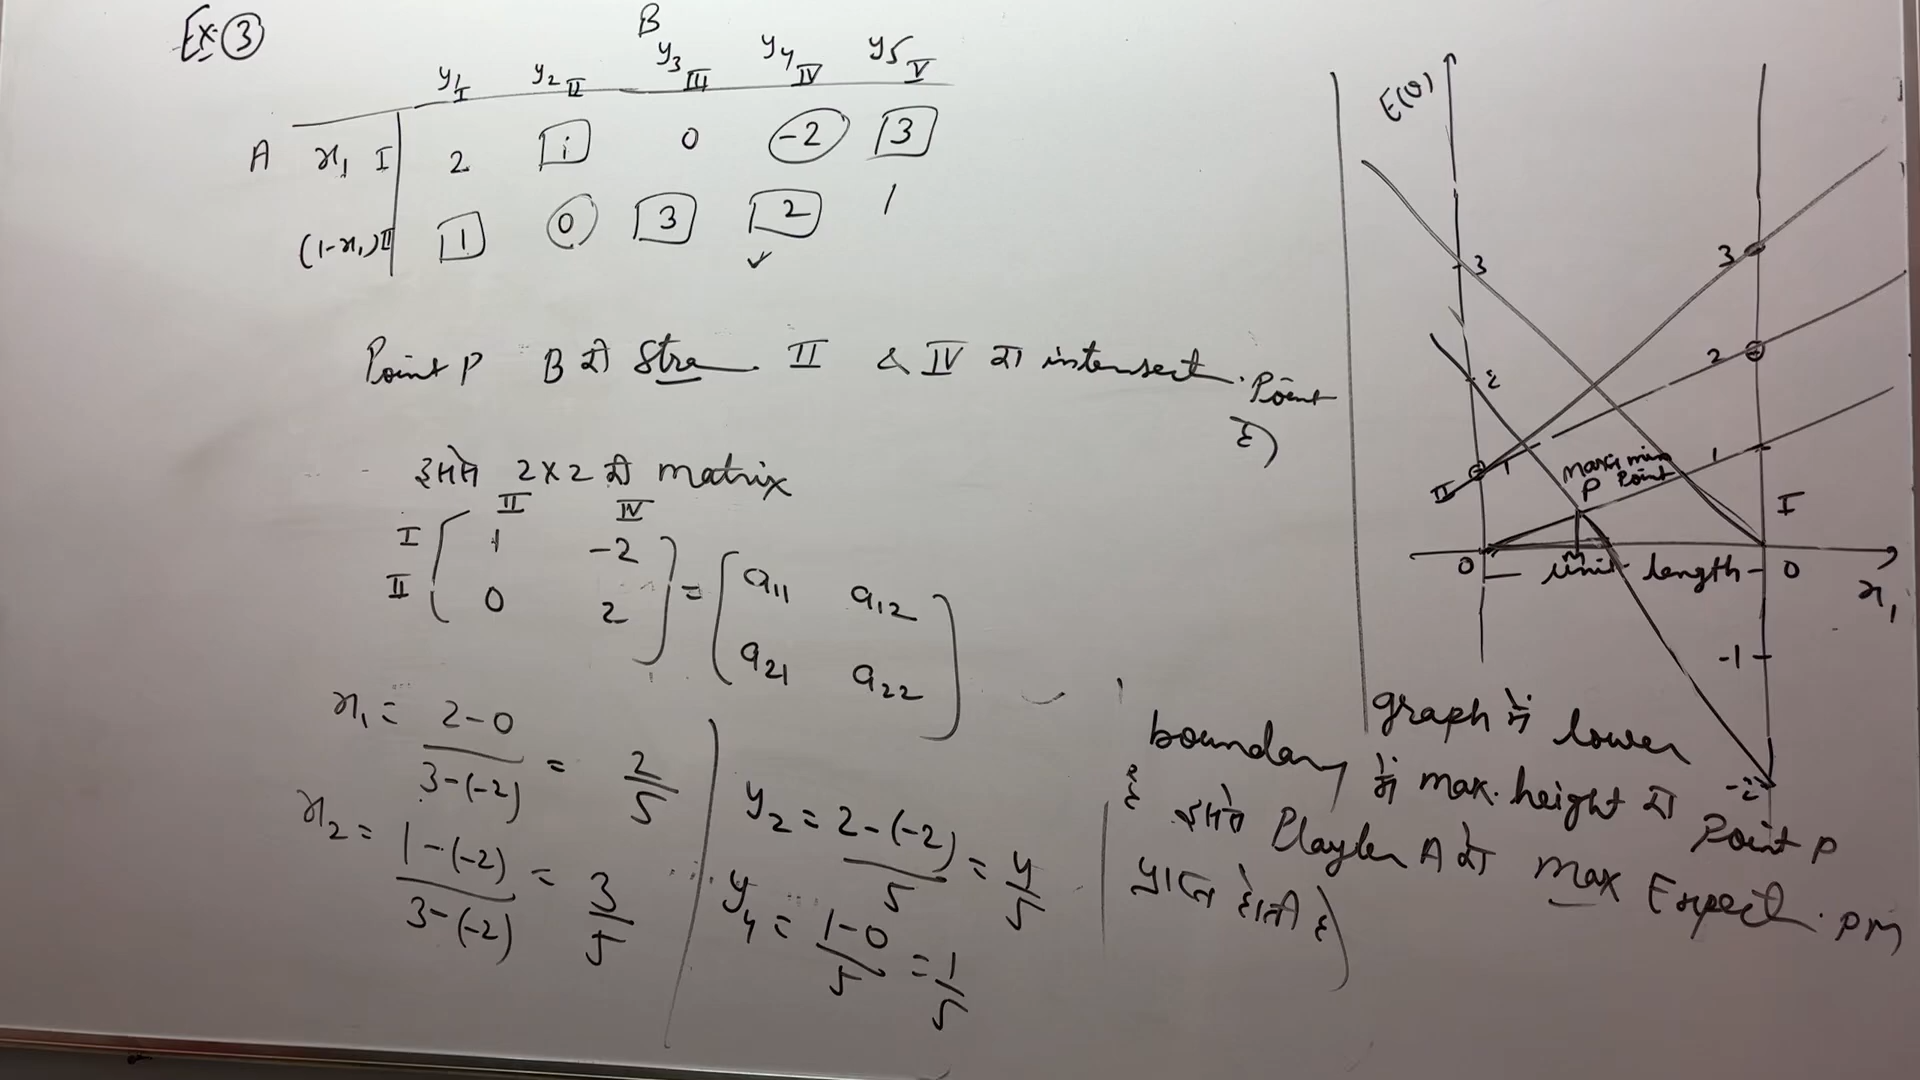 Ex. 3
B
y1 y2 y3 y4 y5
I II III IV V
A x1 I 2 1 0 -2 3
(1-x1) II 1 0 3 2 1
Point P B की Stra. II & IV का intersect. Point
है)
इसमें 2x2 की matrix
II IV
I 1 -2
II 0 2
= a11 a12
a21 a22
x1 = 2-0 / 3-(-2) = 2/5
x2 = 1-(-2) / 3-(-2) = 3/5
y2 = 2-(-2) / 5 = 4/5
y4 = 1-0 / 5 = 1/5
E(v)
3 3
2 2
1 1
II
Maxi min
P Point
I
0 m 0
unit length
x1
-1
-2
graph में lower
boundary में max. height का Point P
है इसमें Player A को max Expect. PM
प्राप्त होती है)